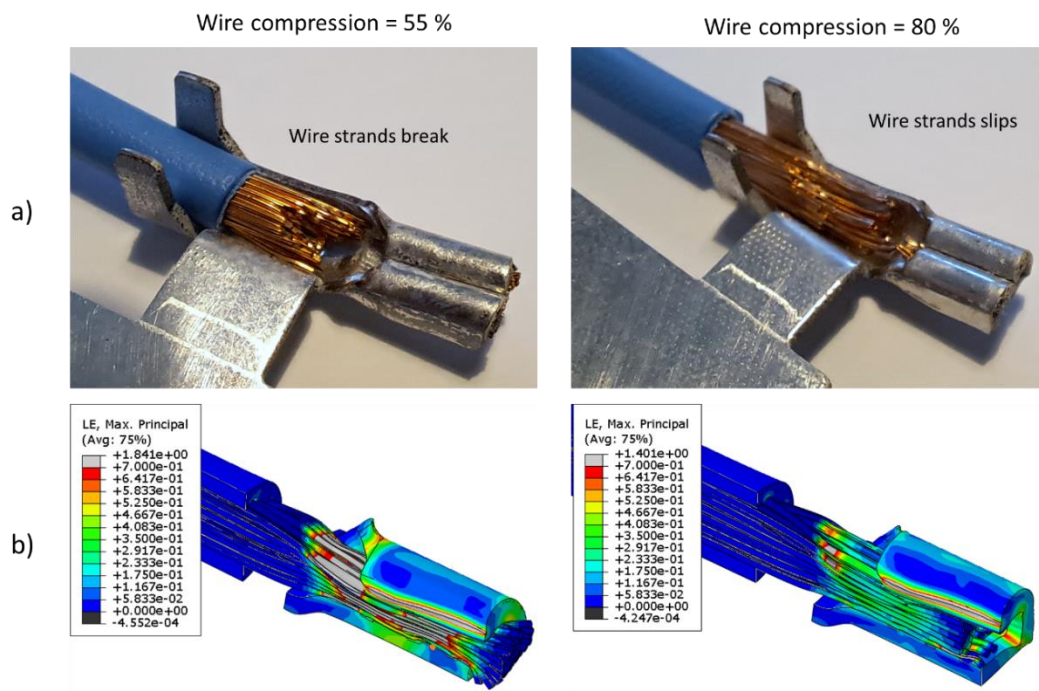 Wire compression = 55 %
Wire compression = 80 %
a)
Wire strands break
Wire strands slips
b)
LE, Max. Principal
(Avg: 75%)
+1.841e+00
+7.000e-01
+6.417e-01
+5.833e-01
+5.250e-01
+4.667e-01
+4.083e-01
+3.500e-01
+2.917e-01
+2.333e-01
+1.750e-01
+1.167e-01
+5.833e-02
+0.000e+00
-4.552e-04
LE, Max. Principal
(Avg: 75%)
+1.401e+00
+7.000e-01
+6.417e-01
+5.833e-01
+5.250e-01
+4.667e-01
+4.083e-01
+3.500e-01
+2.917e-01
+2.333e-01
+1.750e-01
+1.167e-01
+5.833e-02
+0.000e+00
-4.247e-04